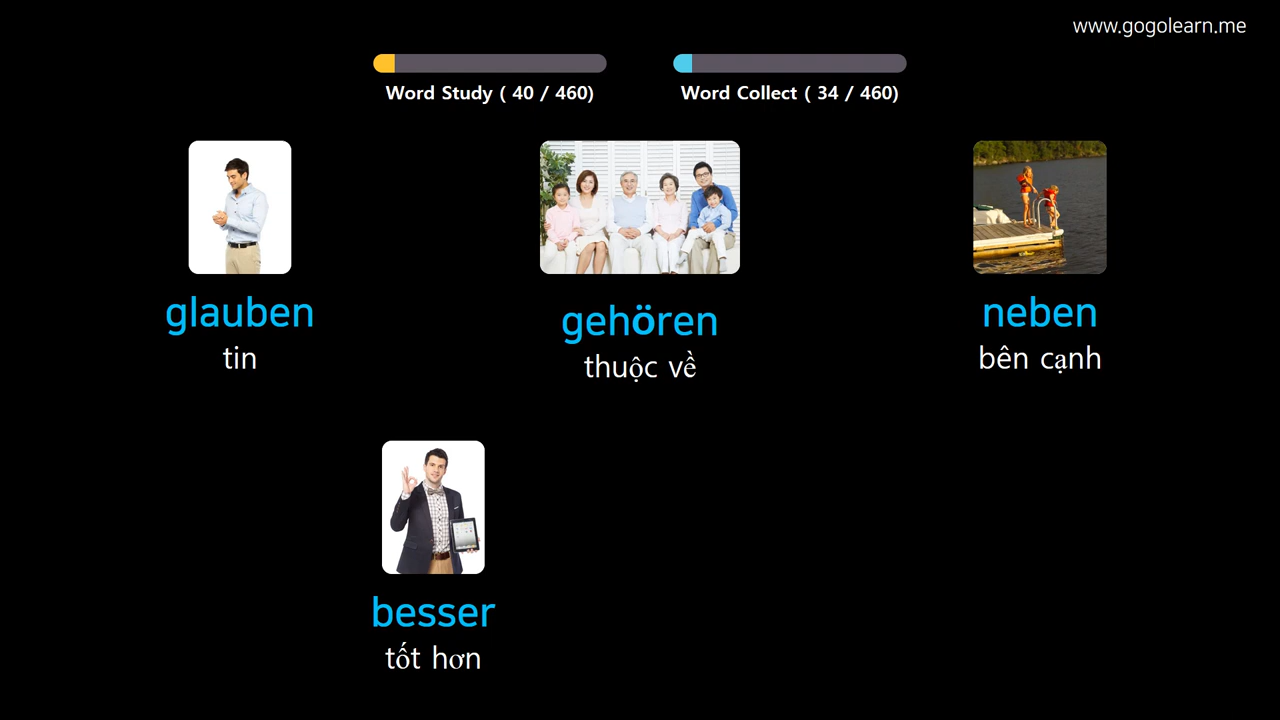 www.gogolearn.me
Word Study ( 40 / 460)
Word Collect ( 34 / 460)
glauben
tin
gehören
thuộc về
neben
bên cạnh
besser
tốt hơn